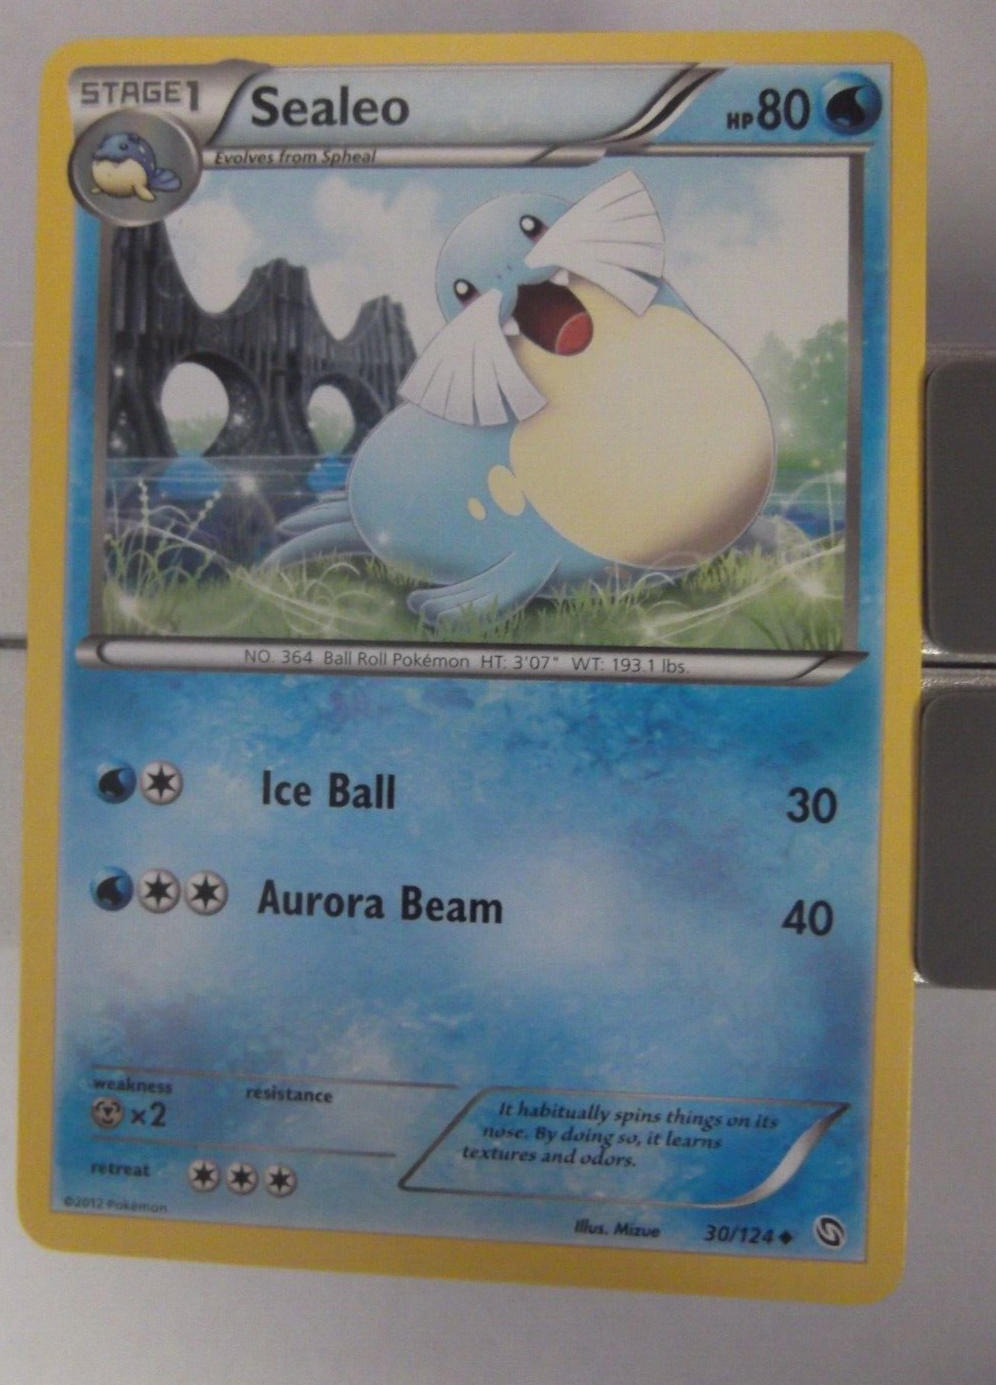 STAGE1
Sealeo
HP80
Evolves from Spheal
NO. 364 Ball Roll Pokémon HT: 3'07" WT: 193.1 lbs.
Ice Ball 30
Aurora Beam 40
weakness
resistance
×2
retreat
It habitually spins things on its
nose. By doing so, it learns
textures and odors.
©2012 Pokémon
Illus. Mizue
30/124